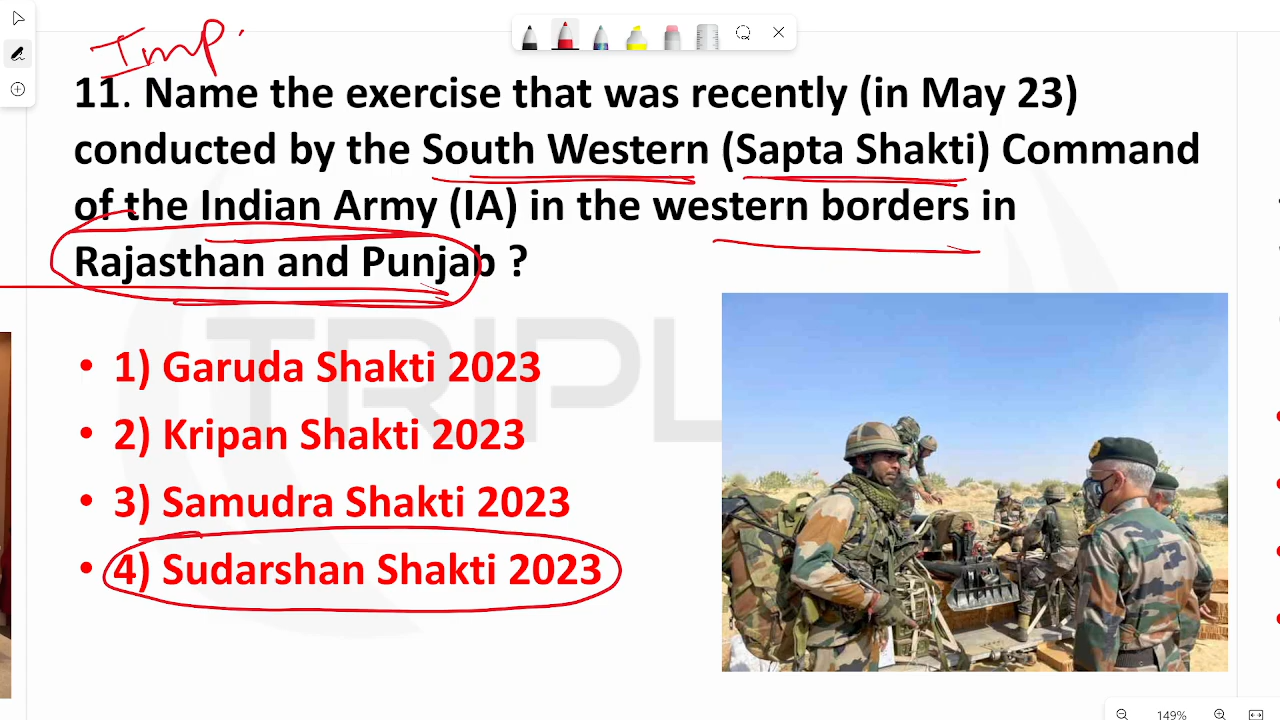 Imp.
11. Name the exercise that was recently (in May 23)
conducted by the South Western (Sapta Shakti) Command
of the Indian Army (IA) in the western borders in
Rajasthan and Punjab ?
TRIPL
• 1) Garuda Shakti 2023
• 2) Kripan Shakti 2023
• 3) Samudra Shakti 2023
• 4) Sudarshan Shakti 2023
149%